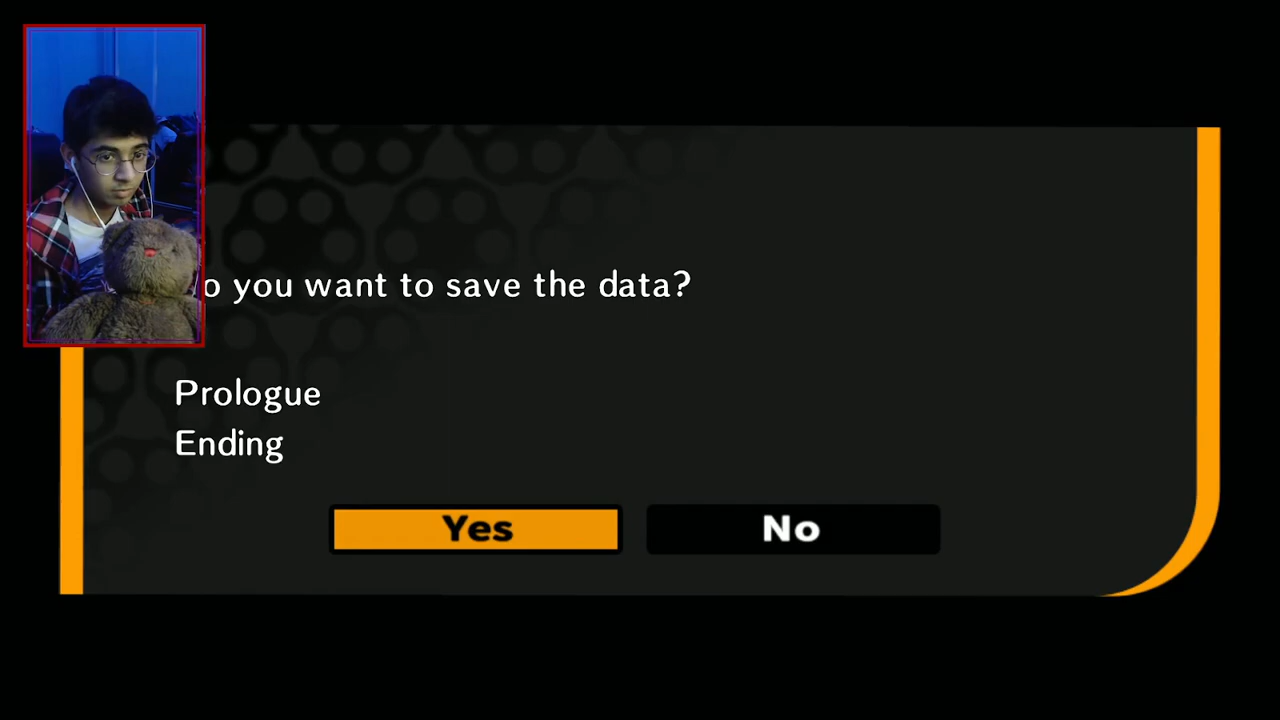 o you want to save the data?
Prologue
Ending
Yes
No